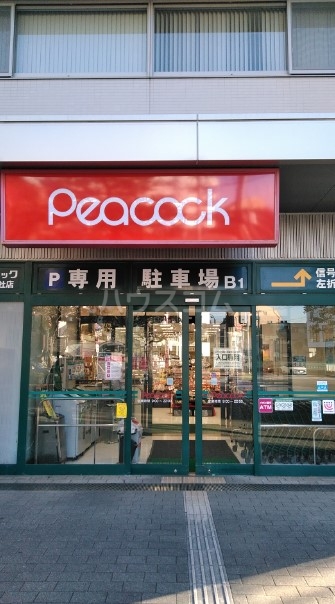 Peacock
ック
社店
P 専用 駐車場 B1
信号
左折
ハウスコム
入口
ATM